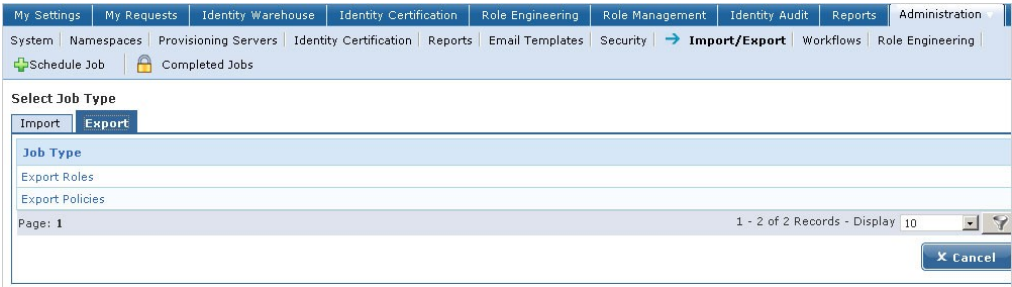 My Settings My Requests Identity Warehouse Identity Certification Role Engineering Role Management Identity Audit Reports Administration
System Namespaces Provisioning Servers Identity Certification Reports Email Templates Security → Import/Export Workflows Role Engineering
Schedule Job Completed Jobs
Select Job Type
Import Export
Job Type
Export Roles
Export Policies
Page: 1 1 - 2 of 2 Records - Display 10
X Cancel